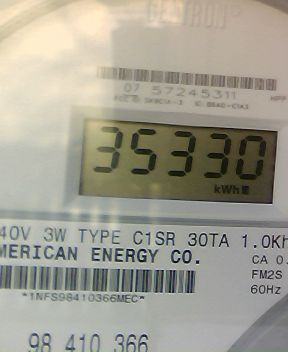 CENTRON®
07 57245311
35330
kWh
40V 3W TYPE C1SR 30TA 1.0Kh
MERICAN ENERGY CO.
CA 0.
FM2S
60Hz
*1NFS98410366MEC*
98 410 366